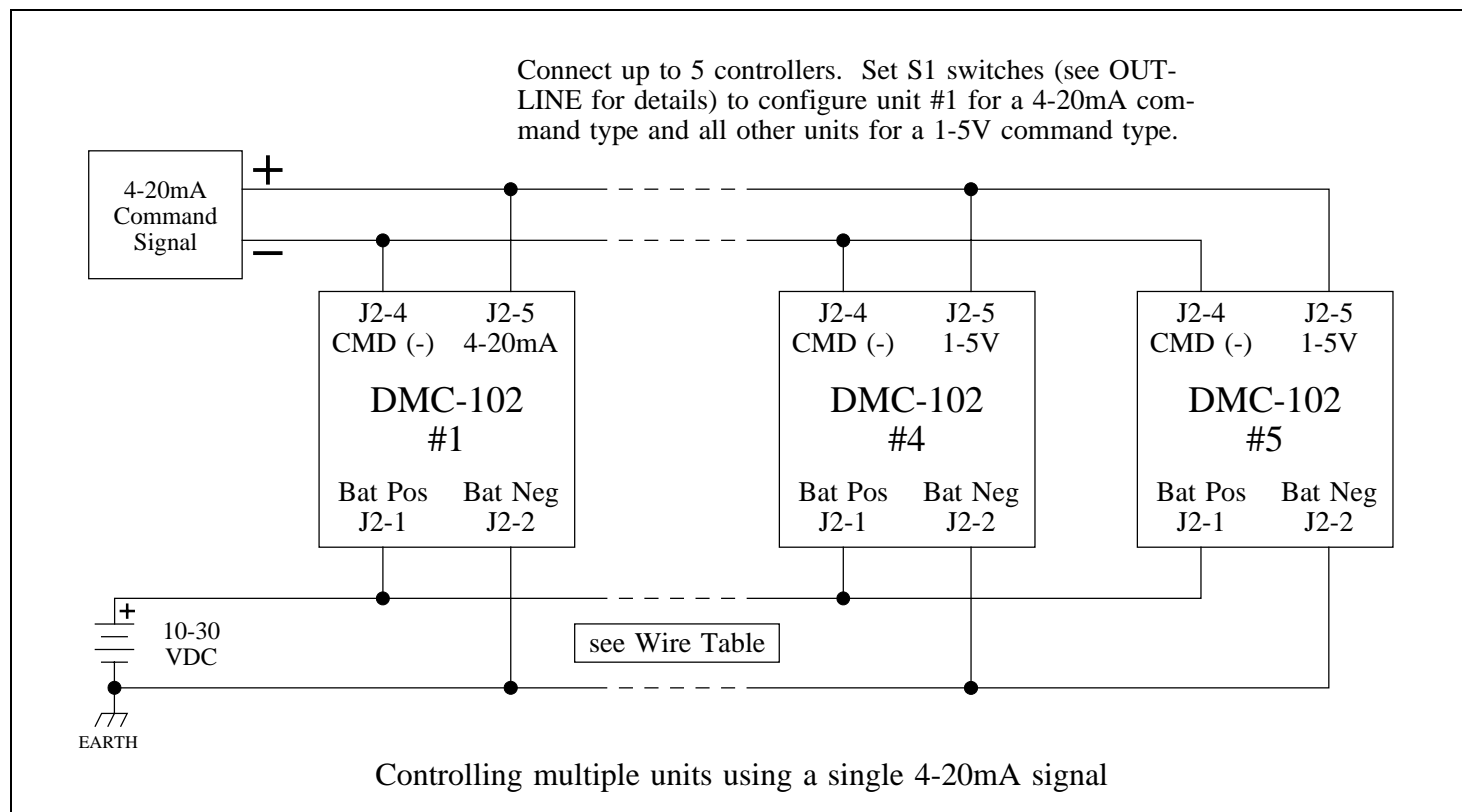 Connect up to 5 controllers. Set S1 switches (see OUT-
LINE for details) to configure unit #1 for a 4-20mA com-
mand type and all other units for a 1-5V command type.
4-20mA
Command
Signal
+
−
J2-4 J2-5
CMD (-) 4-20mA
DMC-102
#1
Bat Pos Bat Neg
J2-1 J2-2
J2-4 J2-5
CMD (-) 1-5V
DMC-102
#4
Bat Pos Bat Neg
J2-1 J2-2
J2-4 J2-5
CMD (-) 1-5V
DMC-102
#5
Bat Pos Bat Neg
J2-1 J2-2
+
10-30
VDC
see Wire Table
EARTH
Controlling multiple units using a single 4-20mA signal